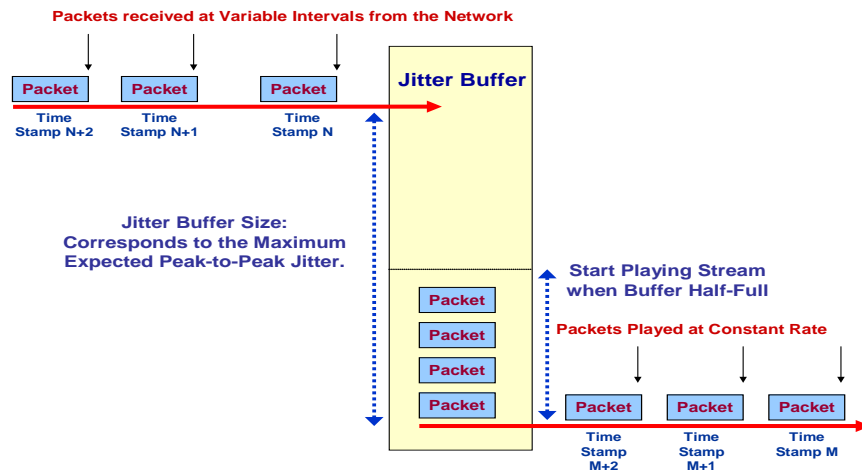 Packets received at Variable Intervals from the Network
Jitter Buffer
Packet
Packet
Packet
Time
Stamp N+2
Time
Stamp N+1
Time
Stamp N
Jitter Buffer Size:
Corresponds to the Maximum
Expected Peak-to-Peak Jitter.
Start Playing Stream
when Buffer Half-Full
Packet
Packet
Packet
Packet
Packets Played at Constant Rate
Packet
Packet
Packet
Time
Stamp
M+2
Time
Stamp
M+1
Time
Stamp M